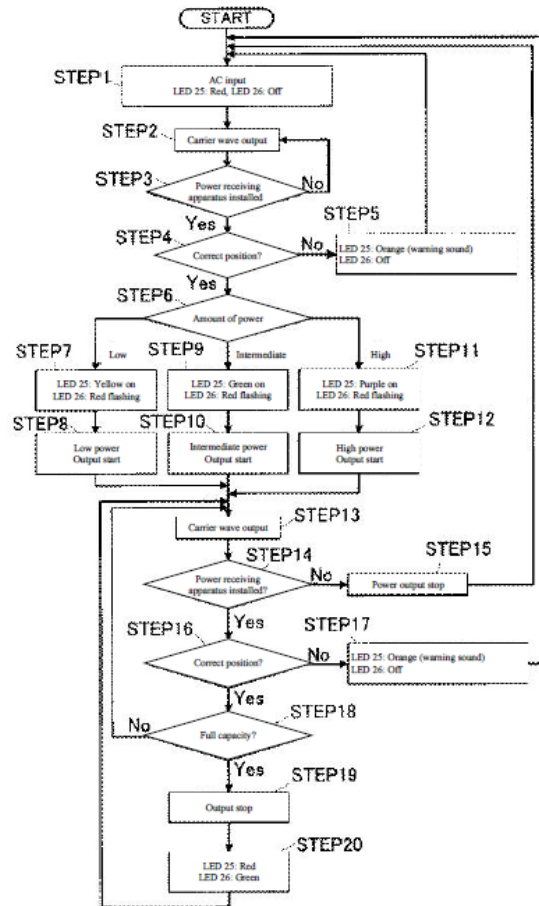 START
STEP1
AC input
LED 25: Red, LED 26: Off
STEP2
Carrier wave output
STEP3
Power receiving
apparatus installed
No
Yes
STEP4
Correct position?
No
STEP5
LED 25: Orange (warning sound)
LED 26: Off
Yes
STEP6
Amount of power
STEP7
Low
STEP9
Intermediate
High
STEP11
LED 25: Yellow on
LED 26: Red flashing
LED 25: Green on
LED 26: Red flashing
LED 25: Purple on
LED 26: Red flashing
STEP8
STEP10
STEP12
Low power
Output start
Intermediate power
Output start
High power
Output start
STEP13
Carrier wave output
STEP14
Power receiving
apparatus installed?
No
STEP15
Power output stop
Yes
STEP16
Correct position?
No
STEP17
LED 25: Orange (warning sound)
LED 26: Off
Yes
STEP18
Full capacity?
No
Yes
STEP19
Output stop
STEP20
LED 25: Red
LED 26: Green